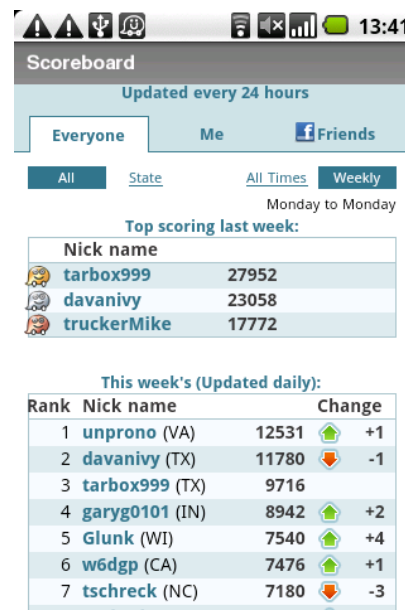 13:41
Scoreboard
Updated every 24 hours
Everyone Me f Friends
All State All Times Weekly
Monday to Monday
Top scoring last week:
Nick name
tarbox999 27952
davanivy 23058
truckerMike 17772
This week's (Updated daily):
Rank Nick name Change
1 unprono (VA) 12531 +1
2 davanivy (TX) 11780 -1
3 tarbox999 (TX) 9716
4 garyg0101 (IN) 8942 +2
5 Glunk (WI) 7540 +4
6 w6dgp (CA) 7476 +1
7 tschreck (NC) 7180 -3